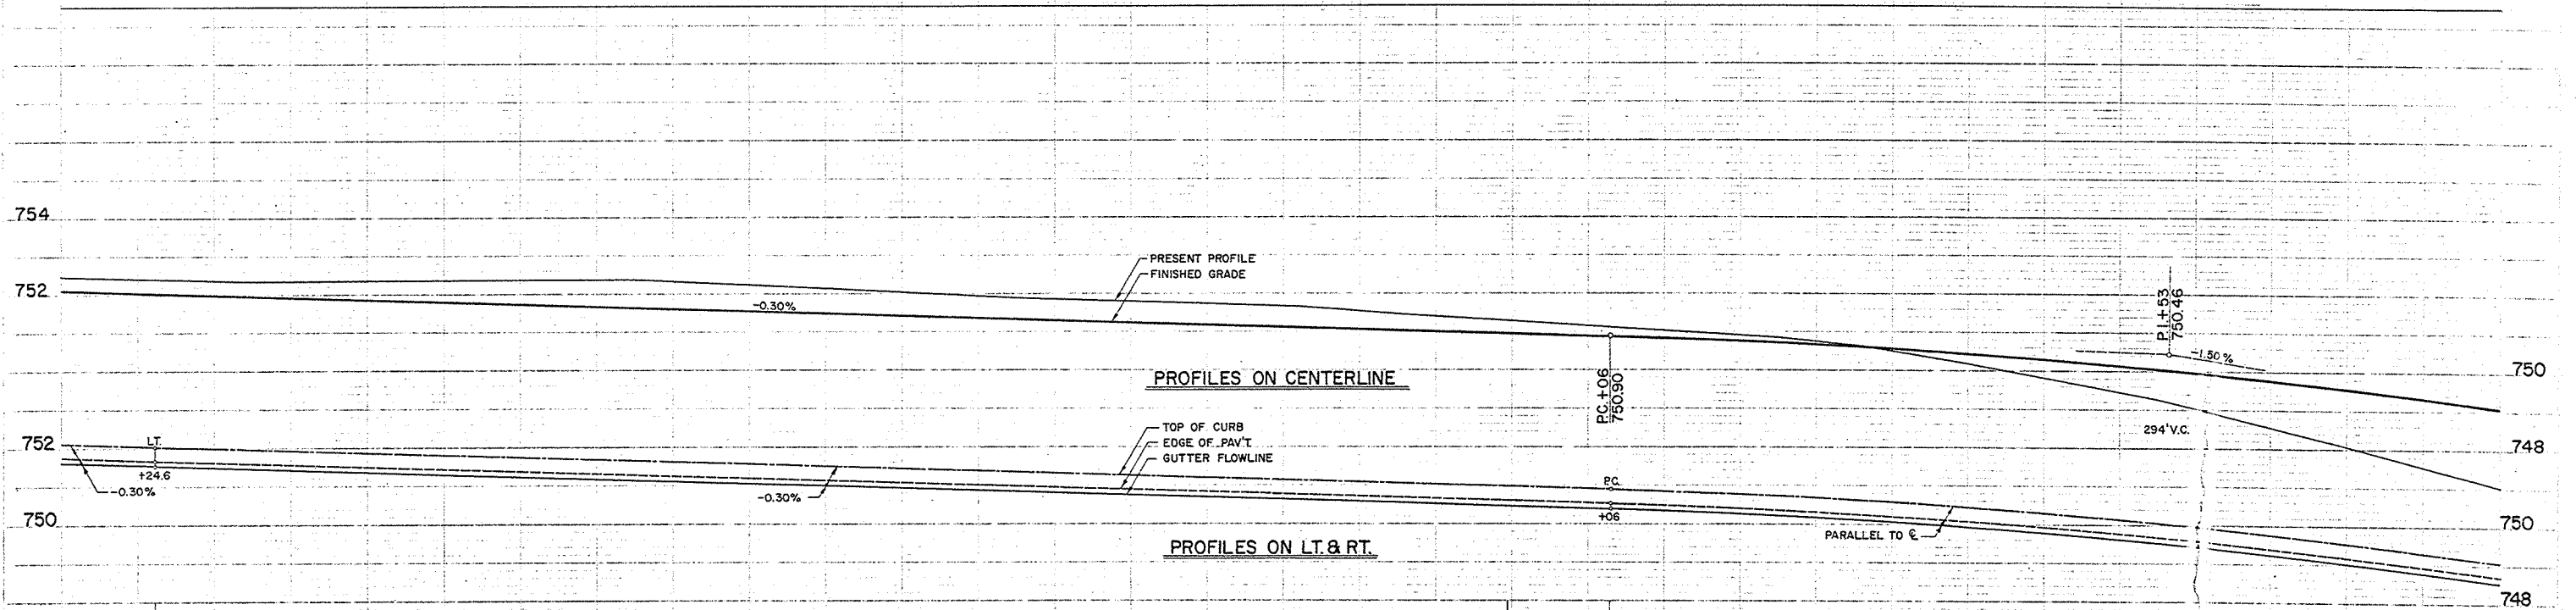 754
PRESENT PROFILE
FINISHED GRADE
752
-0.30%
P.I.+53
750.46
-1.50%
750
PROFILES ON CENTERLINE
P.C.+06
750.90
TOP OF CURB
EDGE OF PAV'T
GUTTER FLOWLINE
294' V.C.
752
LT.
748
+24.6
-0.30%
-0.30%
P.C.
+06
750
PARALLEL TO ℄
750
PROFILES ON LT. & RT.
748